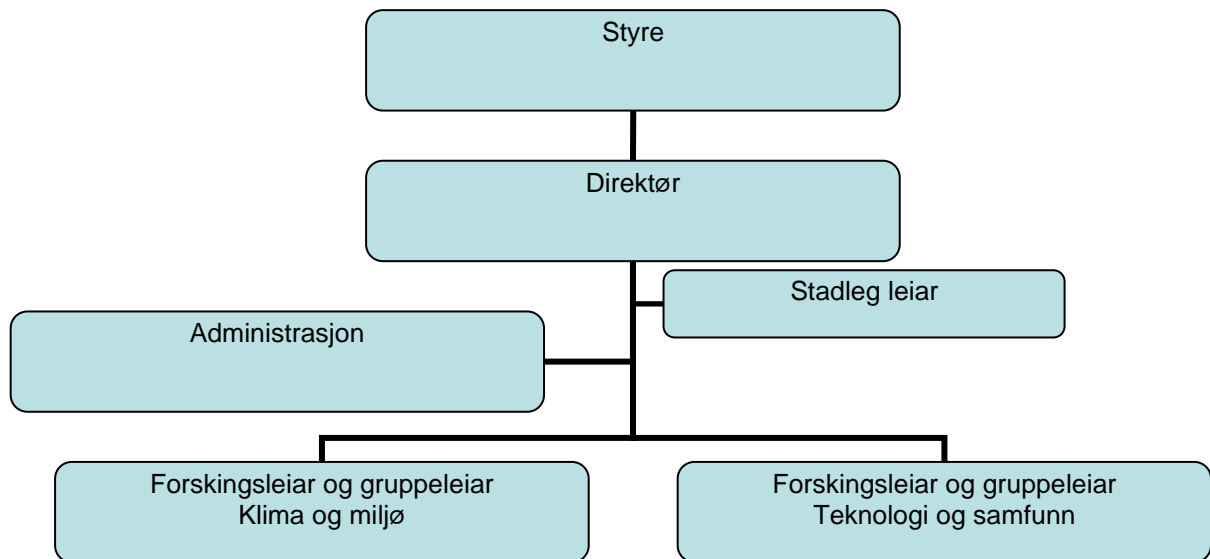 Styre
Direktør
Stadleg leiar
Administrasjon
Forskingsleiar og gruppeleiar
Klima og miljø
Forskingsleiar og gruppeleiar
Teknologi og samfunn